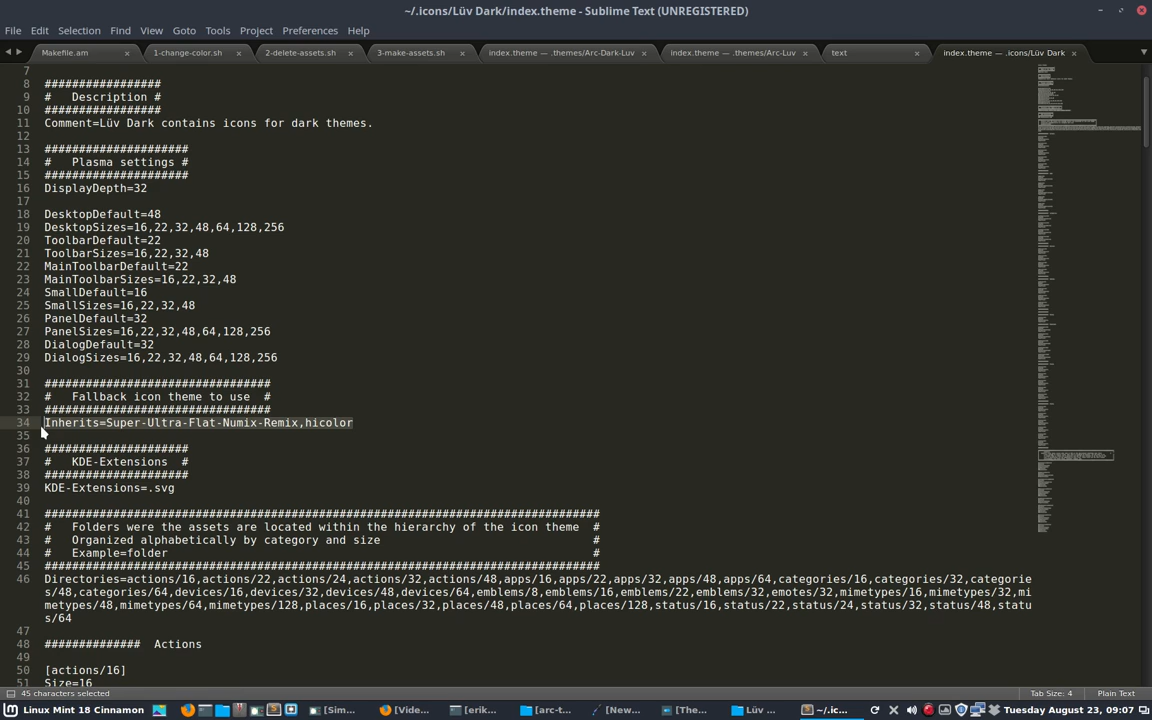 ~/.icons/Lüv Dark/index.theme - Sublime Text (UNREGISTERED)
File Edit Selection Find View Goto Tools Project Preferences Help
Makefile.am 1-change-color.sh 2-delete-assets.sh 3-make-assets.sh index.theme — .themes/Arc-Dark-Luv index.theme — .themes/Arc-Luv text index.theme — .icons/Lüv Dark
7
8 #################
9 #   Description #
10 #################
11 Comment=Lüv Dark contains icons for dark themes.
12
13 #####################
14 #   Plasma settings #
15 #####################
16 DisplayDepth=32
17
18 DesktopDefault=48
19 DesktopSizes=16,22,32,48,64,128,256
20 ToolbarDefault=22
21 ToolbarSizes=16,22,32,48
22 MainToolbarDefault=22
23 MainToolbarSizes=16,22,32,48
24 SmallDefault=16
25 SmallSizes=16,22,32,48
26 PanelDefault=32
27 PanelSizes=16,22,32,48,64,128,256
28 DialogDefault=32
29 DialogSizes=16,22,32,48,64,128,256
30
31 #################################
32 #   Fallback icon theme to use  #
33 #################################
34 Inherits=Super-Ultra-Flat-Numix-Remix,hicolor
35
36 #####################
37 #   KDE-Extensions  #
38 #####################
39 KDE-Extensions=.svg
40
41 #################################################################################
42 #   Folders were the assets are located within the hierarchy of the icon theme  #
43 #   Organized alphabetically by category and size                               #
44 #   Example=folder                                                              #
45 #################################################################################
46 Directories=actions/16,actions/22,actions/24,actions/32,actions/48,apps/16,apps/22,apps/32,apps/48,apps/64,categories/16,categories/32,categorie
s/48,categories/64,devices/16,devices/32,devices/48,devices/64,emblems/8,emblems/16,emblems/22,emblems/32,emotes/32,mimetypes/16,mimetypes/32,mi
metypes/48,mimetypes/64,mimetypes/128,places/16,places/32,places/48,places/64,places/128,status/16,status/22,status/24,status/32,status/48,statu
s/64
47
48 ##############  Actions
49
50 [actions/16]
51 Size=16
45 characters selected Tab Size: 4 Plain Text
Linux Mint 18 Cinnamon [Sim... [Vide... [erik... [arc-t... [New... [The... Lüv ... ~/.ic... Tuesday August 23, 09:07